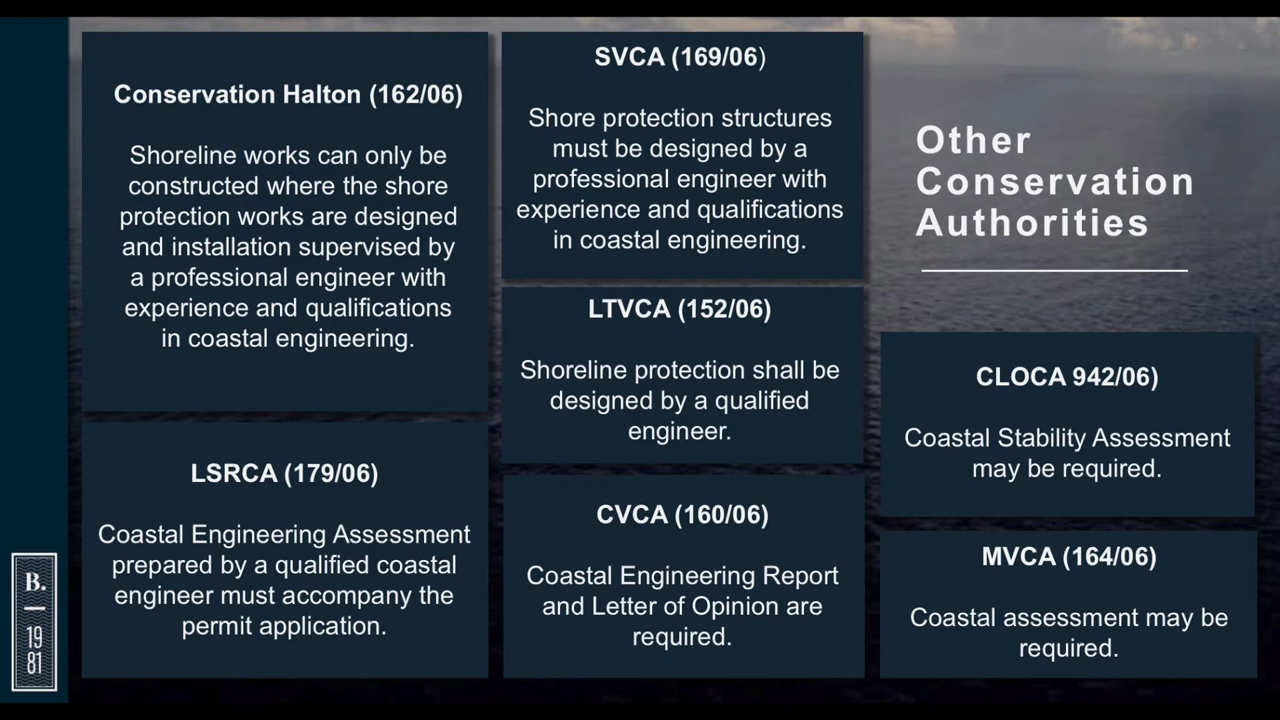 Conservation Halton (162/06)
Shoreline works can only be
constructed where the shore
protection works are designed
and installation supervised by
a professional engineer with
experience and qualifications
in coastal engineering.
LSRCA (179/06)
Coastal Engineering Assessment
prepared by a qualified coastal
engineer must accompany the
permit application.
SVCA (169/06)
Shore protection structures
must be designed by a
professional engineer with
experience and qualifications
in coastal engineering.
LTVCA (152/06)
Shoreline protection shall be
designed by a qualified
engineer.
CVCA (160/06)
Coastal Engineering Report
and Letter of Opinion are
required.
Other
Conservation
Authorities
CLOCA 942/06)
Coastal Stability Assessment
may be required.
MVCA (164/06)
Coastal assessment may be
required.
B.
19
81